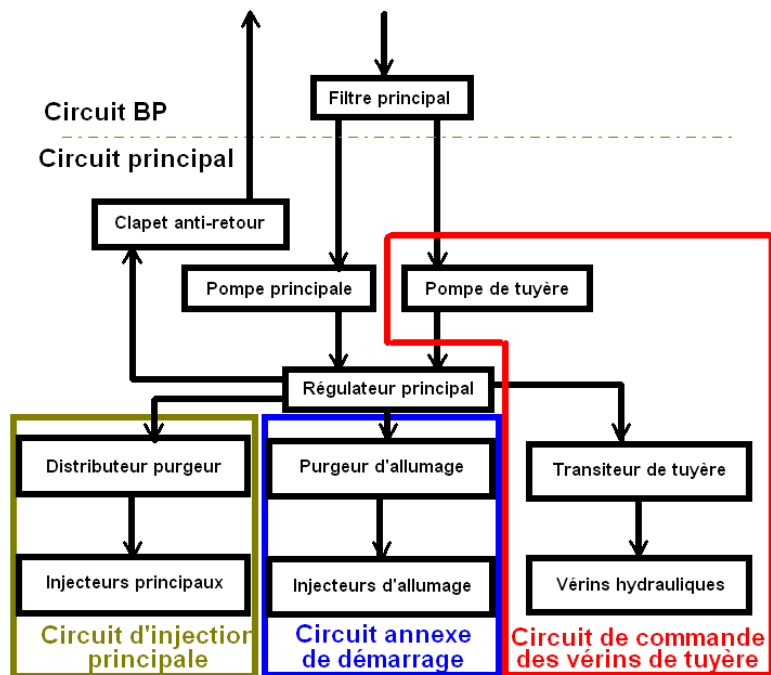 Filtre principal
Circuit BP
Circuit principal
Clapet anti-retour
Pompe principale
Pompe de tuyère
Régulateur principal
Distributeur purgeur
Purgeur d'allumage
Transiteur de tuyère
Injecteurs principaux
Injecteurs d'allumage
Vérins hydrauliques
Circuit d'injection
principale
Circuit annexe
de démarrage
Circuit de commande
des vérins de tuyère